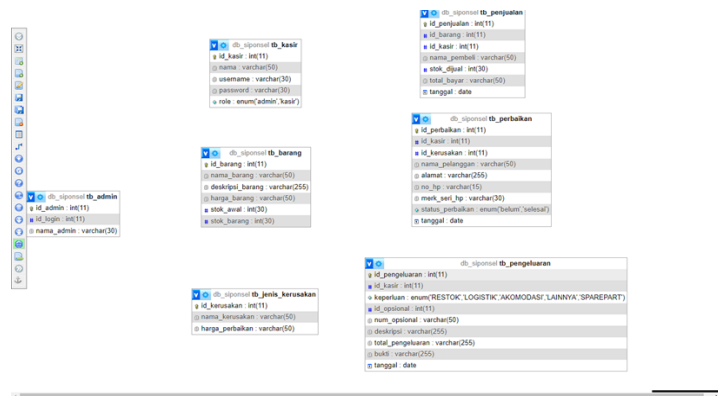 db_siponsel tb_kasir
id_kasir : int(11)
nama : varchar(50)
username : varchar(30)
password : varchar(30)
role : enum('admin','kasir')
db_siponsel tb_penjualan
id_penjualan : int(11)
id_barang : int(11)
id_kasir : int(11)
nama_pembeli : varchar(50)
stok_dijual : int(30)
total_bayar : varchar(50)
tanggal : date
db_siponsel tb_barang
id_barang : int(11)
nama_barang : varchar(50)
deskripsi_barang : varchar(255)
harga_barang : varchar(50)
stok_awal : int(30)
stok_barang : int(30)
db_siponsel tb_perbaikan
id_perbaikan : int(11)
id_kasir : int(11)
id_kerusakan : int(11)
nama_pelanggan : varchar(50)
alamat : varchar(255)
no_hp : varchar(15)
merk_seri_hp : varchar(30)
status_perbaikan : enum('belum','selesai')
tanggal : date
db_siponsel tb_admin
id_admin : int(11)
id_login : int(11)
nama_admin : varchar(30)
db_siponsel tb_jenis_kerusakan
id_kerusakan : int(11)
nama_kerusakan : varchar(50)
harga_perbaikan : varchar(50)
db_siponsel tb_pengeluaran
id_pengeluaran : int(11)
id_kasir : int(11)
keperluan : enum('RESTOK','LOGISTIK','AKOMODASI','LAINNYA','SPAREPART')
id_opsional : int(11)
num_opsional : varchar(50)
deskripsi : varchar(255)
total_pengeluaran : varchar(255)
bukti : varchar(255)
tanggal : date